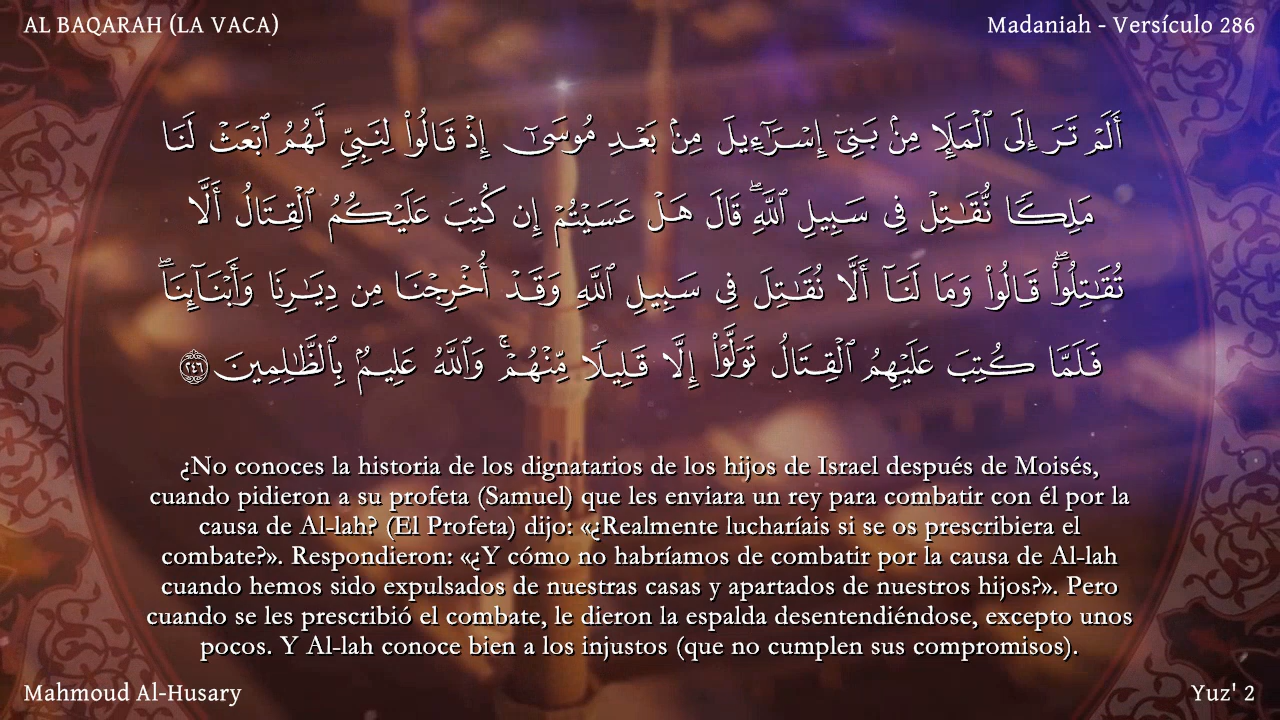 AL BAQARAH (LA VACA)
Madaniah - Versículo 286
أَلَمْ تَرَ إِلَى ٱلْمَلَإِ مِنۢ بَنِىٓ إِسْرَٰٓءِيلَ مِنۢ بَعْدِ مُوسَىٰٓ إِذْ قَالُوا۟ لِنَبِىٍّ لَّهُمُ ٱبْعَثْ لَنَا
مَلِكًا نُّقَٰتِلْ فِى سَبِيلِ ٱللَّهِ ۖ قَالَ هَلْ عَسَيْتُمْ إِن كُتِبَ عَلَيْكُمُ ٱلْقِتَالُ أَلَّا
تُقَٰتِلُوا۟ ۖ قَالُوا۟ وَمَا لَنَآ أَلَّا نُقَٰتِلَ فِى سَبِيلِ ٱللَّهِ وَقَدْ أُخْرِجْنَا مِن دِيَٰرِنَا وَأَبْنَآئِنَا ۖ
فَلَمَّا كُتِبَ عَلَيْهِمُ ٱلْقِتَالُ تَوَلَّوْا۟ إِلَّا قَلِيلًا مِّنْهُمْ ۗ وَٱللَّهُ عَلِيمٌۢ بِٱلظَّٰلِمِينَ ٢٤٦
¿No conoces la historia de los dignatarios de los hijos de Israel después de Moisés,
cuando pidieron a su profeta (Samuel) que les enviara un rey para combatir con él por la
causa de Al-lah? (El Profeta) dijo: «¿Realmente lucharíais si se os prescribiera el
combate?». Respondieron: «¿Y cómo no habríamos de combatir por la causa de Al-lah
cuando hemos sido expulsados de nuestras casas y apartados de nuestros hijos?». Pero
cuando se les prescribió el combate, le dieron la espalda desentendiéndose, excepto unos
pocos. Y Al-lah conoce bien a los injustos (que no cumplen sus compromisos).
Mahmoud Al-Husary
Yuz' 2